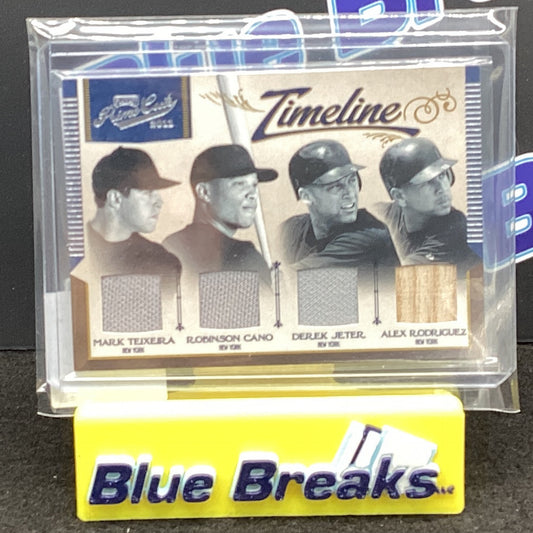 Prime Cuts
2011
Timeline
MARK TEIXEIRA
NEW YORK
ROBINSON CANO
NEW YORK
DEREK JETER
NEW YORK
ALEX RODRIGUEZ
NEW YORK
Blue Breaks